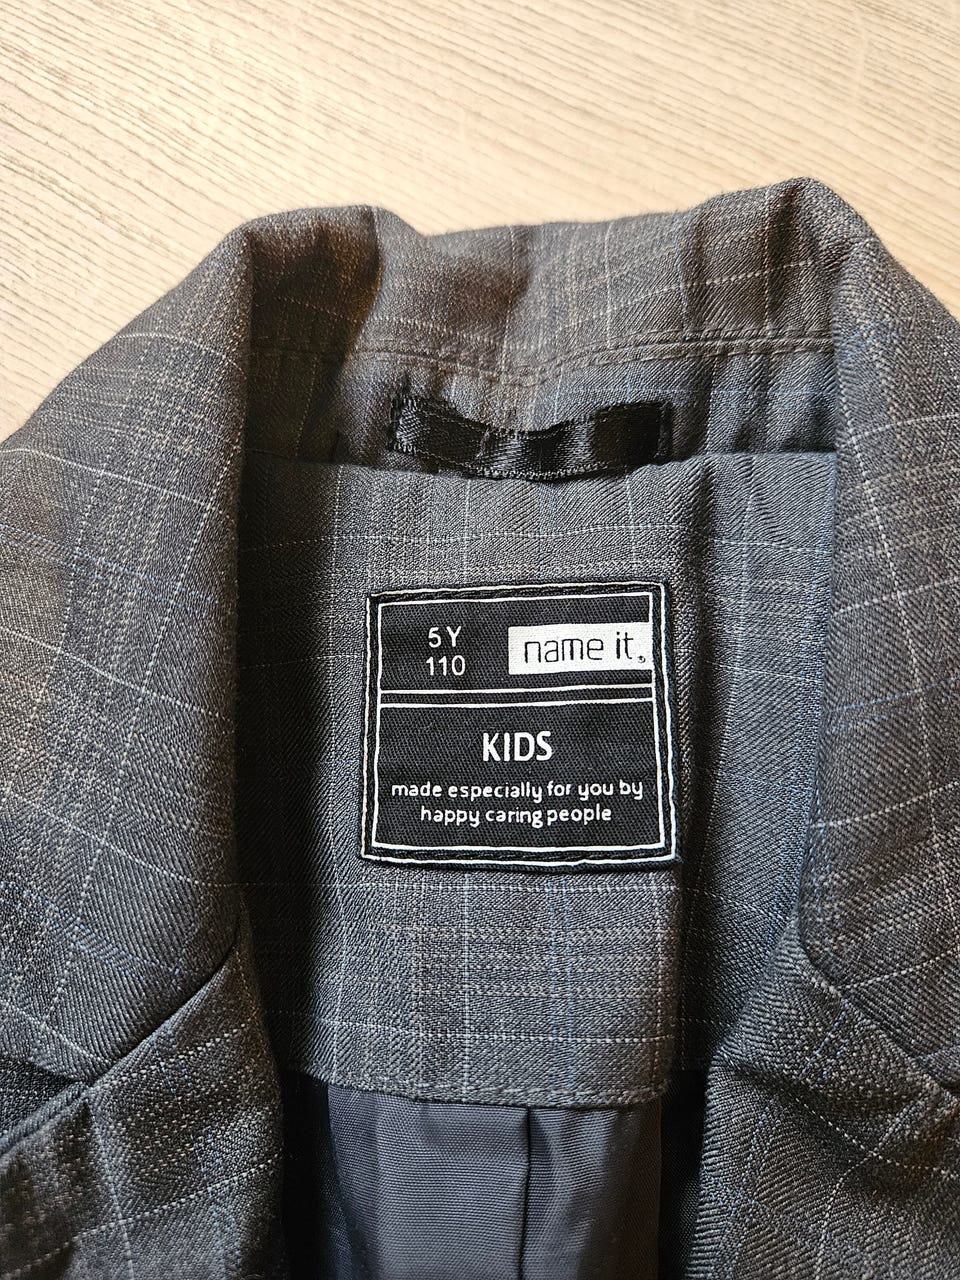 5Y
110
name it.
KIDS
made especially for you by
happy caring people